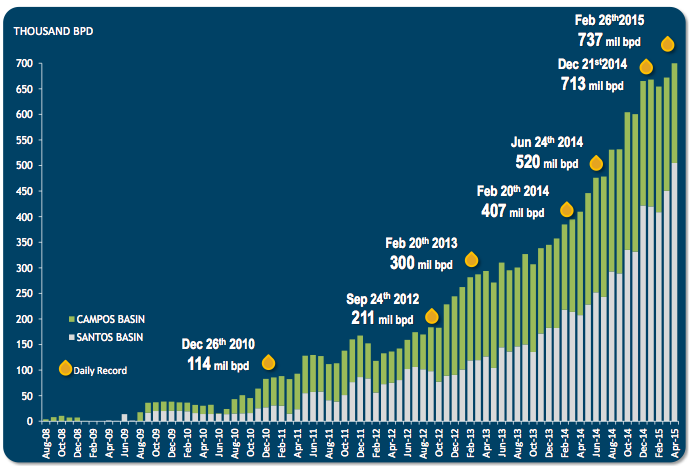 THOUSAND BPD
Feb 26th2015
737 mil bpd
Dec 21st2014
713 mil bpd
Jun 24th 2014
520 mil bpd
Feb 20th 2014
407 mil bpd
Feb 20th 2013
300 mil bpd
Sep 24th 2012
211 mil bpd
Dec 26th 2010
114 mil bpd
700
650
600
550
500
450
400
350
300
250
200
150
100
50
0
CAMPOS BASIN
SANTOS BASIN
Daily Record
Aug-08
Oct-08
Dec-08
Feb-09
Apr-09
Jun-09
Aug-09
Oct-09
Dec-09
Feb-10
Apr-10
Jun-10
Aug-10
Oct-10
Dec-10
Feb-11
Apr-11
Jun-11
Aug-11
Oct-11
Dec-11
Feb-12
Apr-12
Jun-12
Aug-12
Oct-12
Dec-12
Feb-13
Apr-13
Jun-13
Aug-13
Oct-13
Dec-13
Feb-14
Apr-14
Jun-14
Aug-14
Oct-14
Dec-14
Feb-15
Apr-15